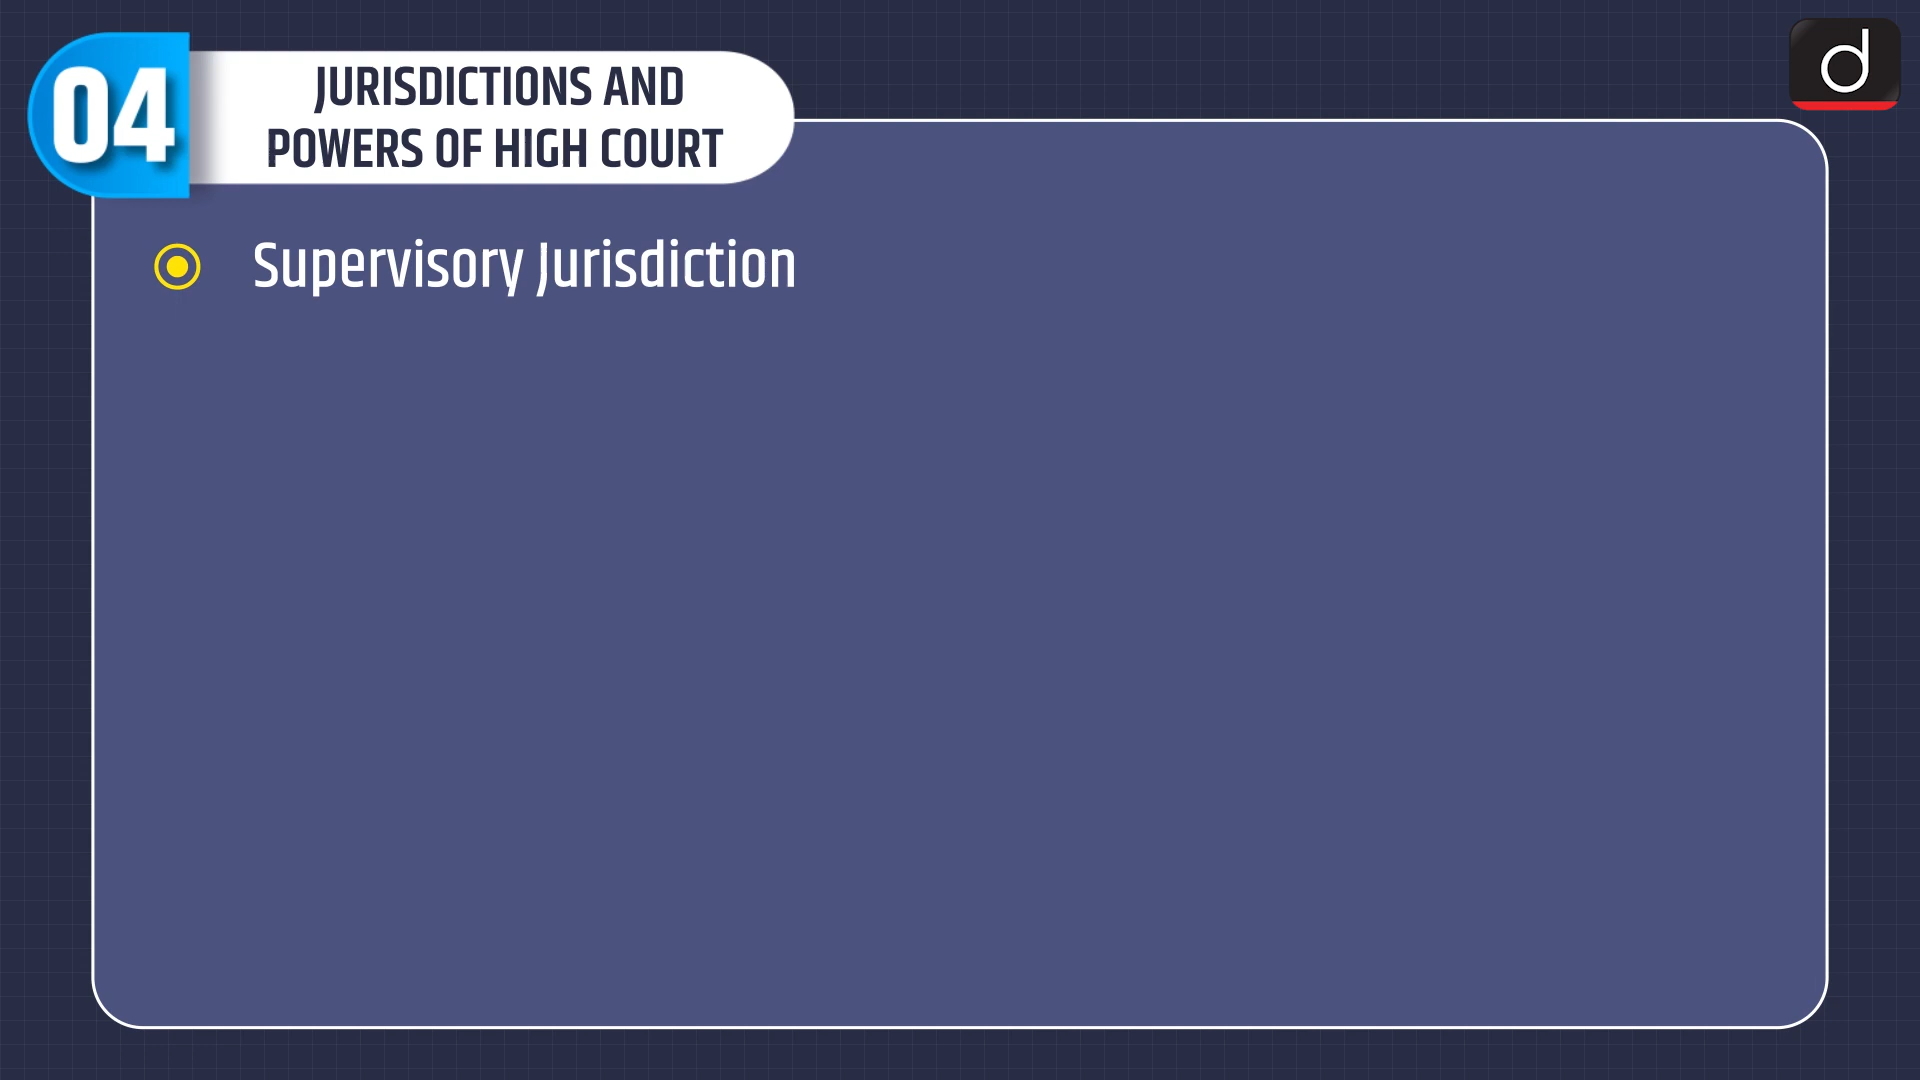 04
JURISDICTIONS AND
POWERS OF HIGH COURT
d
Supervisory Jurisdiction